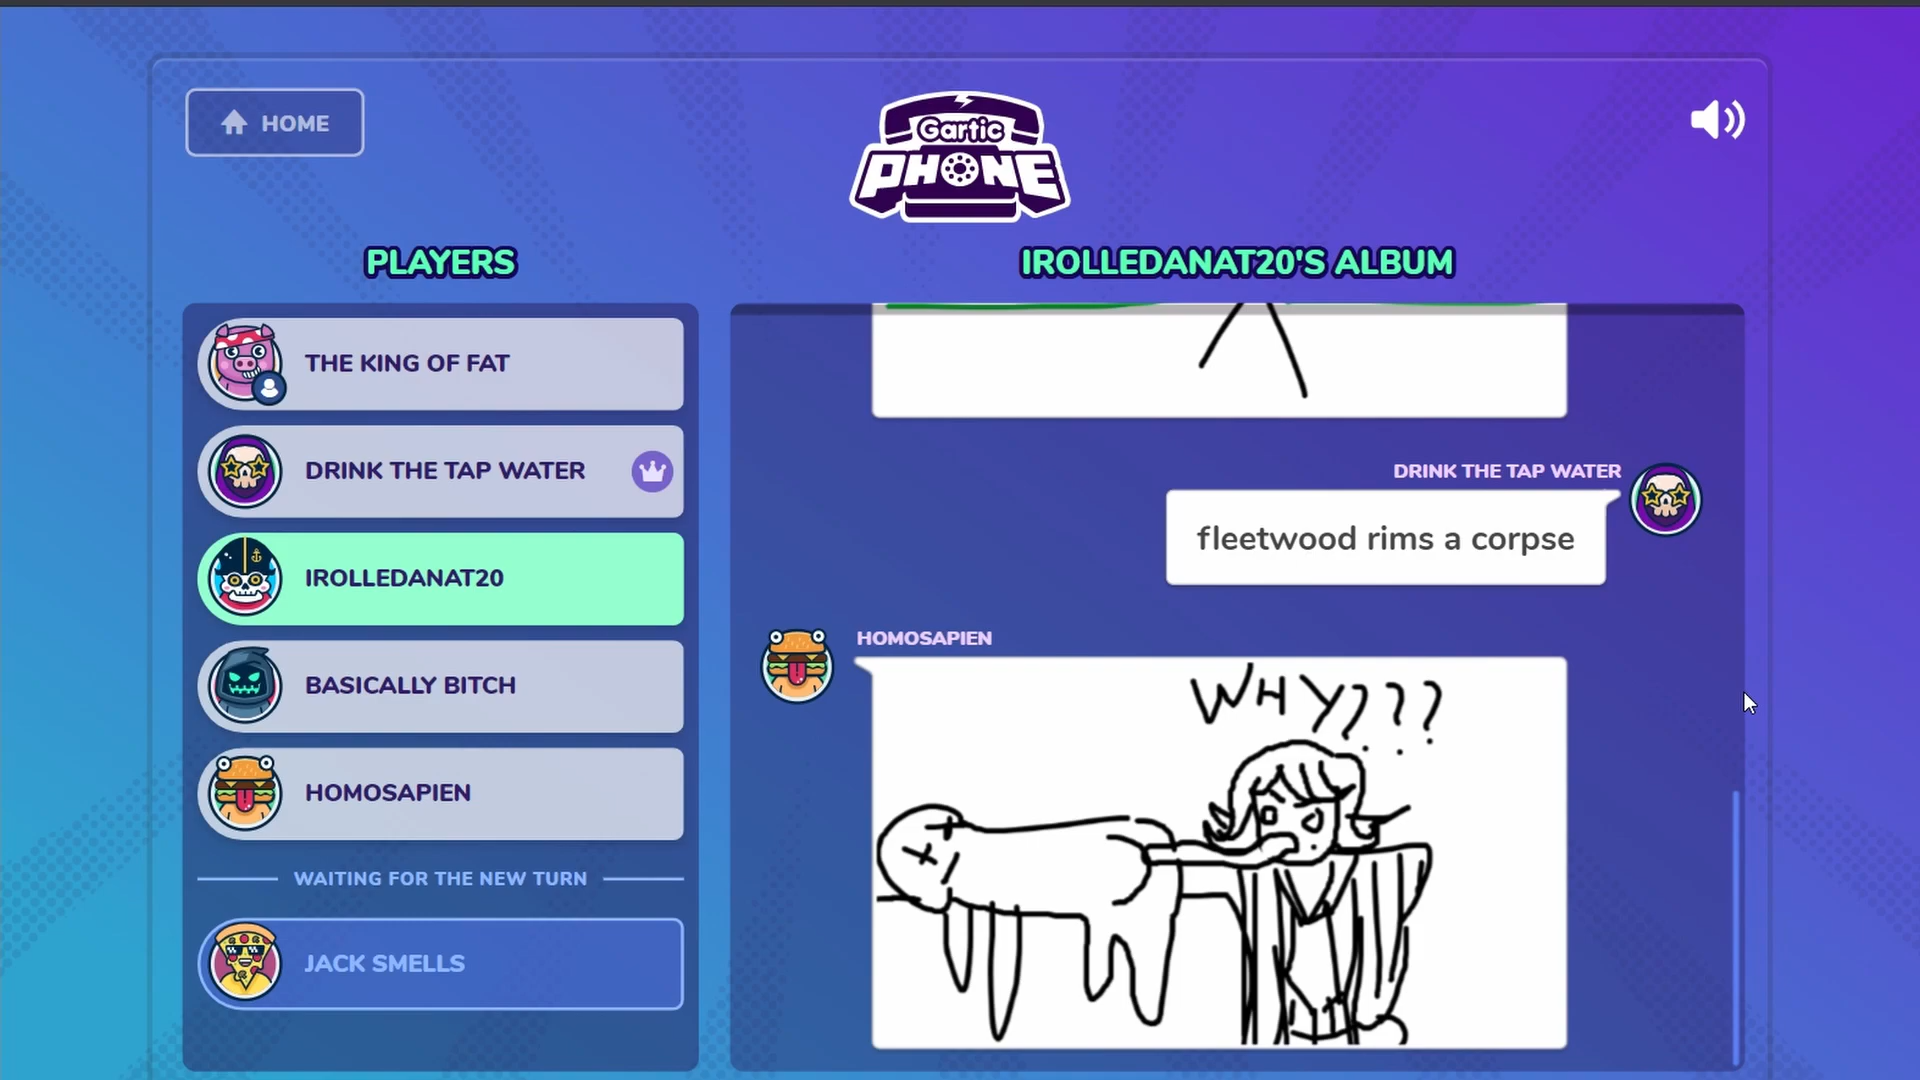 HOME
Gartic
PHONE
PLAYERS
THE KING OF FAT
DRINK THE TAP WATER
IROLLEDANAT20
BASICALLY BITCH
HOMOSAPIEN
WAITING FOR THE NEW TURN
JACK SMELLS
IROLLEDANAT20'S ALBUM
DRINK THE TAP WATER
fleetwood rims a corpse
HOMOSAPIEN
WHY???